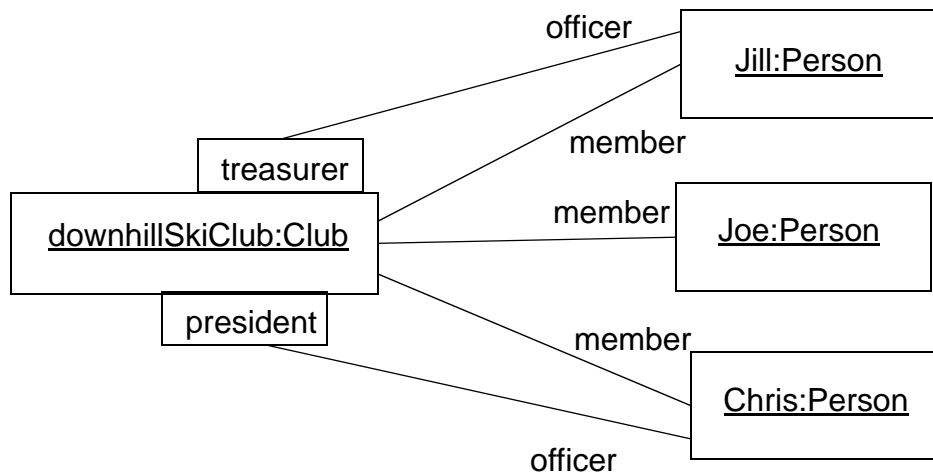 officer
Jill:Person
member
treasurer
member
downhillSkiClub:Club
Joe:Person
president
member
Chris:Person
officer